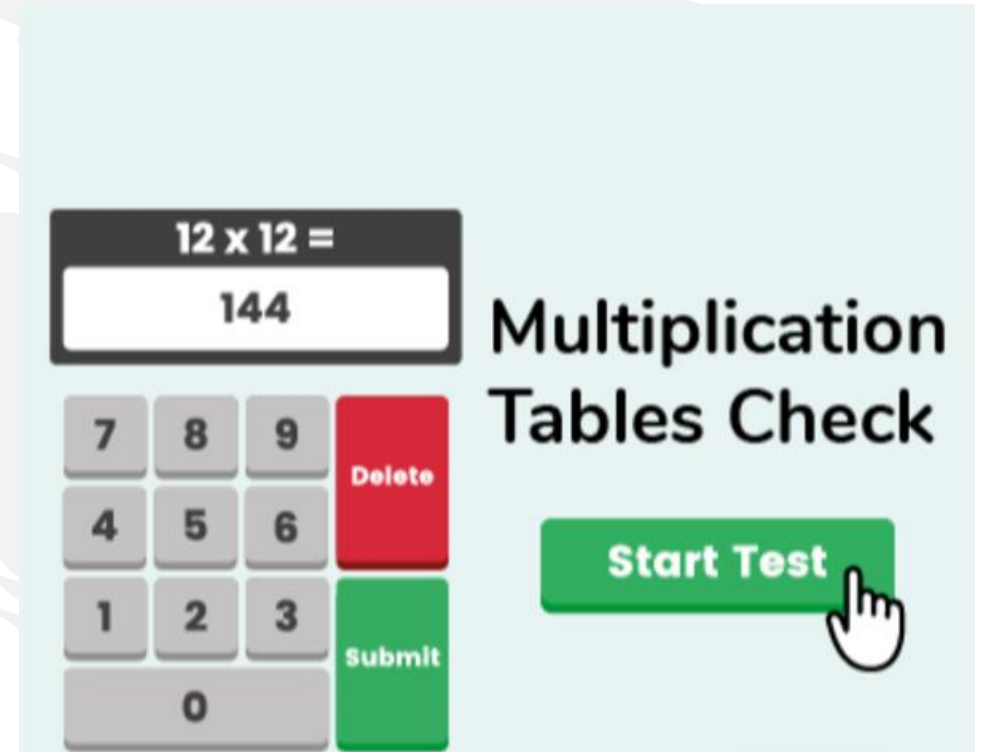 12 x 12 =
144
Multiplication
Tables Check
7 8 9
Delete
4 5 6
Start Test
1 2 3
Submit
0